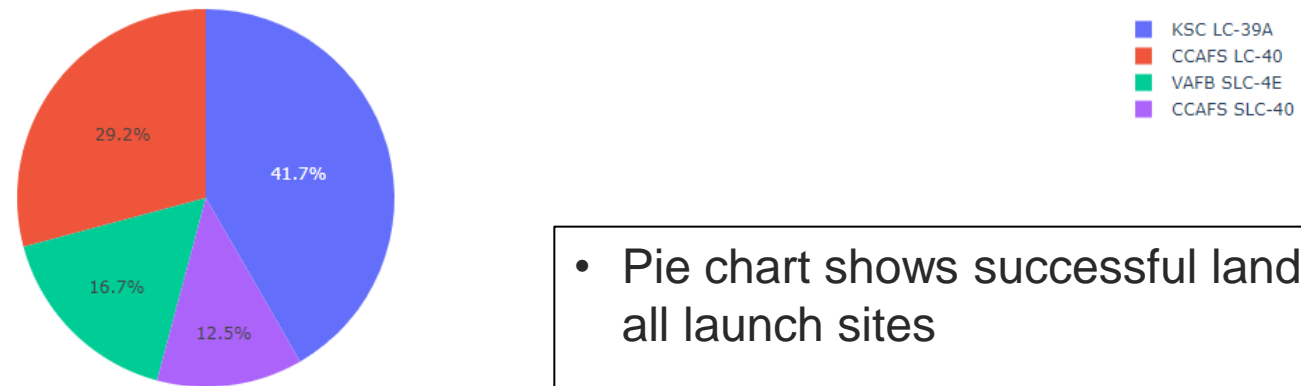 KSC LC-39A
CCAFS LC-40
VAFB SLC-4E
CCAFS SLC-40
29.2%
41.7%
16.7%
12.5%
• Pie chart shows successful land
all launch sites